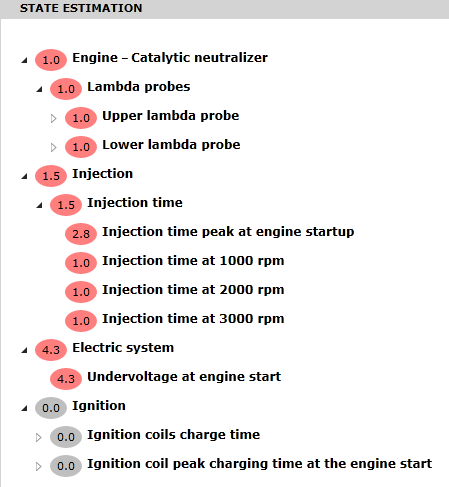 STATE ESTIMATION
1.0 Engine – Catalytic neutralizer
1.0 Lambda probes
1.0 Upper lambda probe
1.0 Lower lambda probe
1.5 Injection
1.5 Injection time
2.8 Injection time peak at engine startup
1.0 Injection time at 1000 rpm
1.0 Injection time at 2000 rpm
1.0 Injection time at 3000 rpm
4.3 Electric system
4.3 Undervoltage at engine start
0.0 Ignition
0.0 Ignition coils charge time
0.0 Ignition coil peak charging time at the engine start